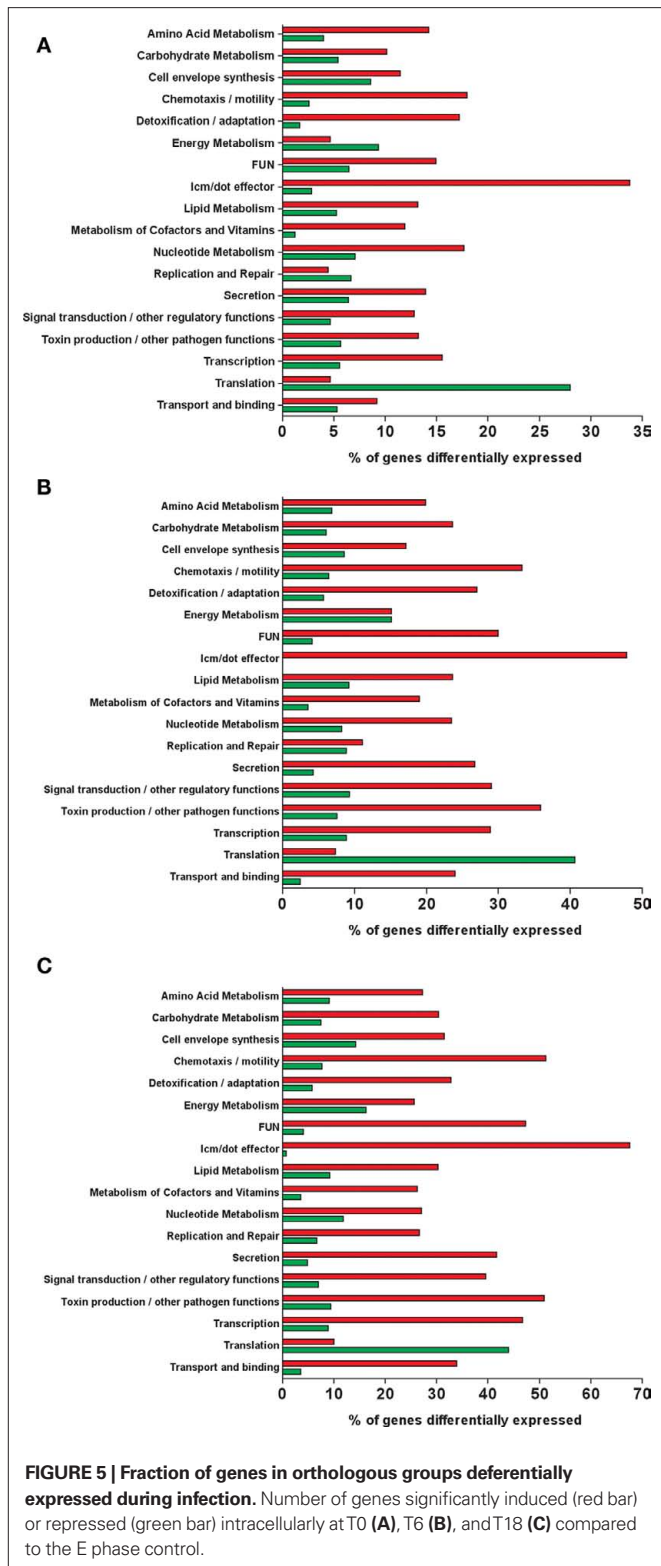 A
Amino Acid Metabolism
Carbohydrate Metabolism
Cell envelope synthesis
Chemotaxis / motility
Detoxification / adaptation
Energy Metabolism
FUN
Icm/dot effector
Lipid Metabolism
Metabolism of Cofactors and Vitamins
Nucleotide Metabolism
Replication and Repair
Secretion
Signal transduction / other regulatory functions
Toxin production / other pathogen functions
Transcription
Translation
Transport and binding
0 5 10 15 20 25 30 35
% of genes differentially expressed
B
Amino Acid Metabolism
Carbohydrate Metabolism
Cell envelope synthesis
Chemotaxis / motility
Detoxification / adaptation
Energy Metabolism
FUN
Icm/dot effector
Lipid Metabolism
Metabolism of Cofactors and Vitamins
Nucleotide Metabolism
Replication and Repair
Secretion
Signal transduction / other regulatory functions
Toxin production / other pathogen functions
Transcription
Translation
Transport and binding
0 10 20 30 40 50
% of genes differentially expressed
C
Amino Acid Metabolism
Carbohydrate Metabolism
Cell envelope synthesis
Chemotaxis / motility
Detoxification / adaptation
Energy Metabolism
FUN
Icm/dot effector
Lipid Metabolism
Metabolism of Cofactors and Vitamins
Nucleotide Metabolism
Replication and Repair
Secretion
Signal transduction / other regulatory functions
Toxin production / other pathogen functions
Transcription
Translation
Transport and binding
0 10 20 30 40 50 60 70
% of genes differentially expressed
FIGURE 5 | Fraction of genes in orthologous groups deferentially
expressed during infection. Number of genes significantly induced (red bar)
or repressed (green bar) intracellularly at T0 (A), T6 (B), and T18 (C) compared
to the E phase control.